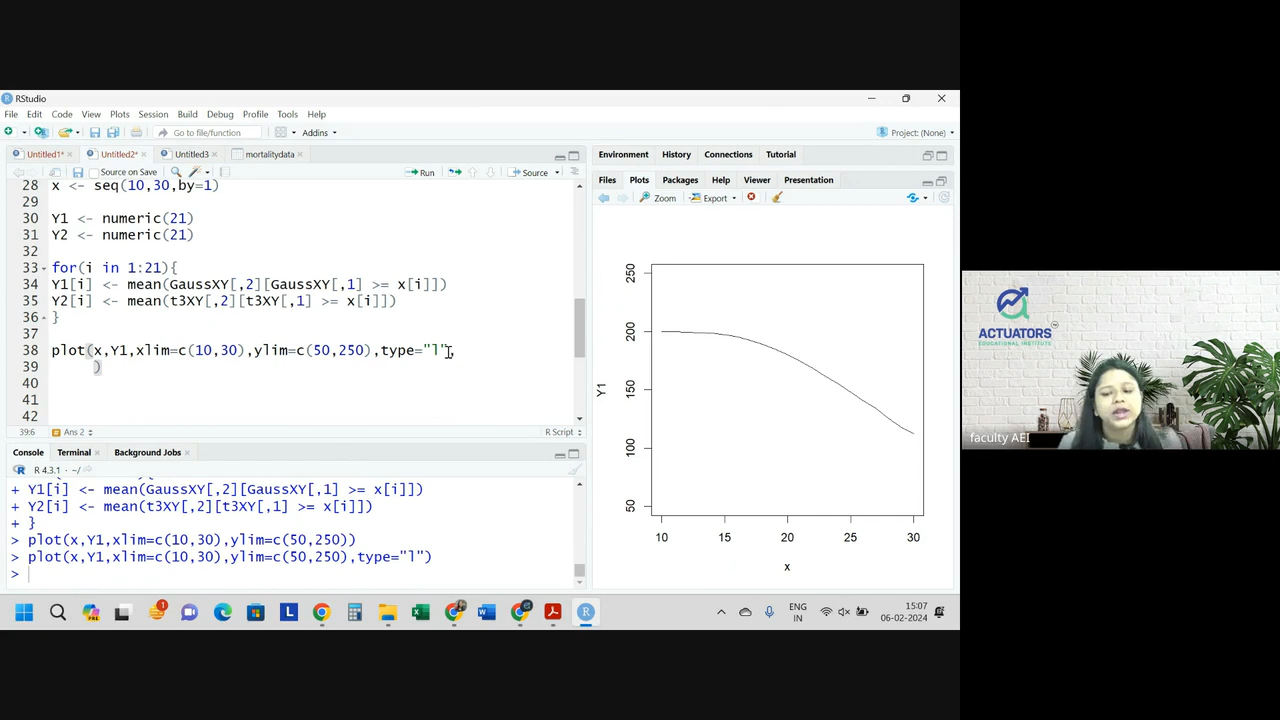 RStudio
File Edit Code View Plots Session Build Debug Profile Tools Help
Go to file/function Addins Project: (None)
Untitled1* Untitled2* Untitled3 mortalitydata
Source on Save Run Source
28 x <- seq(10,30,by=1)
29
30 Y1 <- numeric(21)
31 Y2 <- numeric(21)
32
33 for(i in 1:21){
34 Y1[i] <- mean(GaussXY[,2][GaussXY[,1] >= x[i]])
35 Y2[i] <- mean(t3XY[,2][t3XY[,1] >= x[i]])
36 }
37
38 plot(x,Y1,xlim=c(10,30),ylim=c(50,250),type="l",
39 )
40
41
42
39:6 Ans 2 R Script
Console Terminal Background Jobs
R 4.3.1 · ~/
+ Y1[i] <- mean(GaussXY[,2][GaussXY[,1] >= x[i]])
+ Y2[i] <- mean(t3XY[,2][t3XY[,1] >= x[i]])
+ }
> plot(x,Y1,xlim=c(10,30),ylim=c(50,250))
> plot(x,Y1,xlim=c(10,30),ylim=c(50,250),type="l")
>
Environment History Connections Tutorial
Files Plots Packages Help Viewer Presentation
Zoom Export
250
200
150
100
50
Y1
10 15 20 25 30
x
ACTUATORS
EDUCATIONAL INSTITUTE
faculty AEI
ENG
IN
15:07
06-02-2024